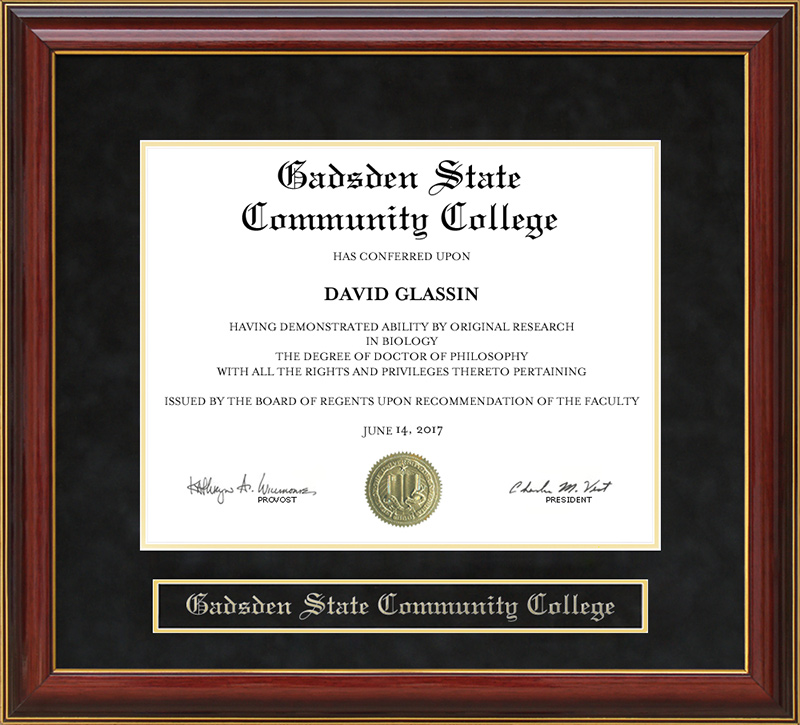 Gadsden State
Community College
HAS CONFERRED UPON
DAVID GLASSIN
HAVING DEMONSTRATED ABILITY BY ORIGINAL RESEARCH
IN BIOLOGY
THE DEGREE OF DOCTOR OF PHILOSOPHY
WITH ALL THE RIGHTS AND PRIVILEGES THERETO PERTAINING
ISSUED BY THE BOARD OF REGENTS UPON RECOMMENDATION OF THE FACULTY
JUNE 14, 2017
PROVOST
Charles M. Vest
PRESIDENT
Gadsden State Community College